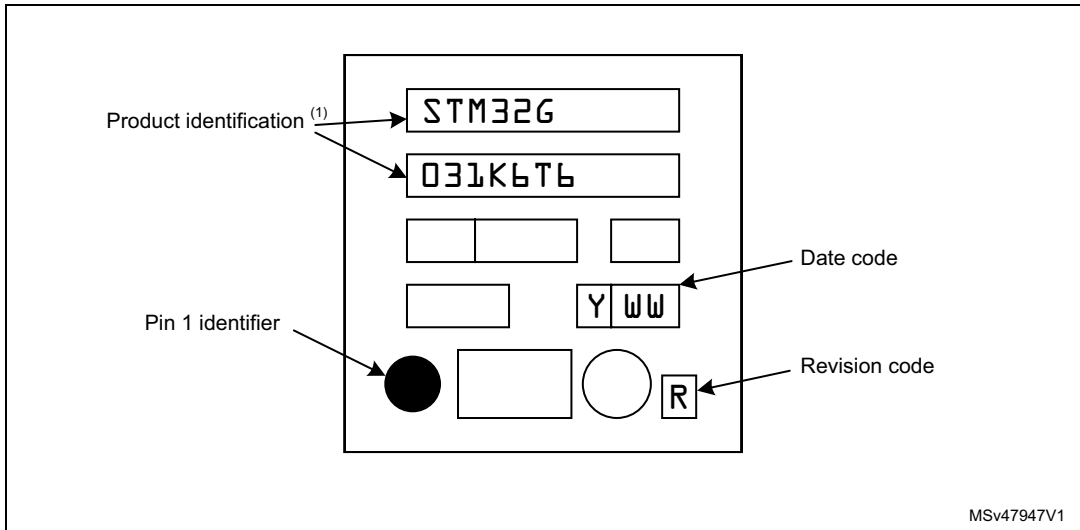 STM32G
Product identification (1)
031K6T6
Date code
Y WW
Pin 1 identifier
Revision code
R
MSv47947V1